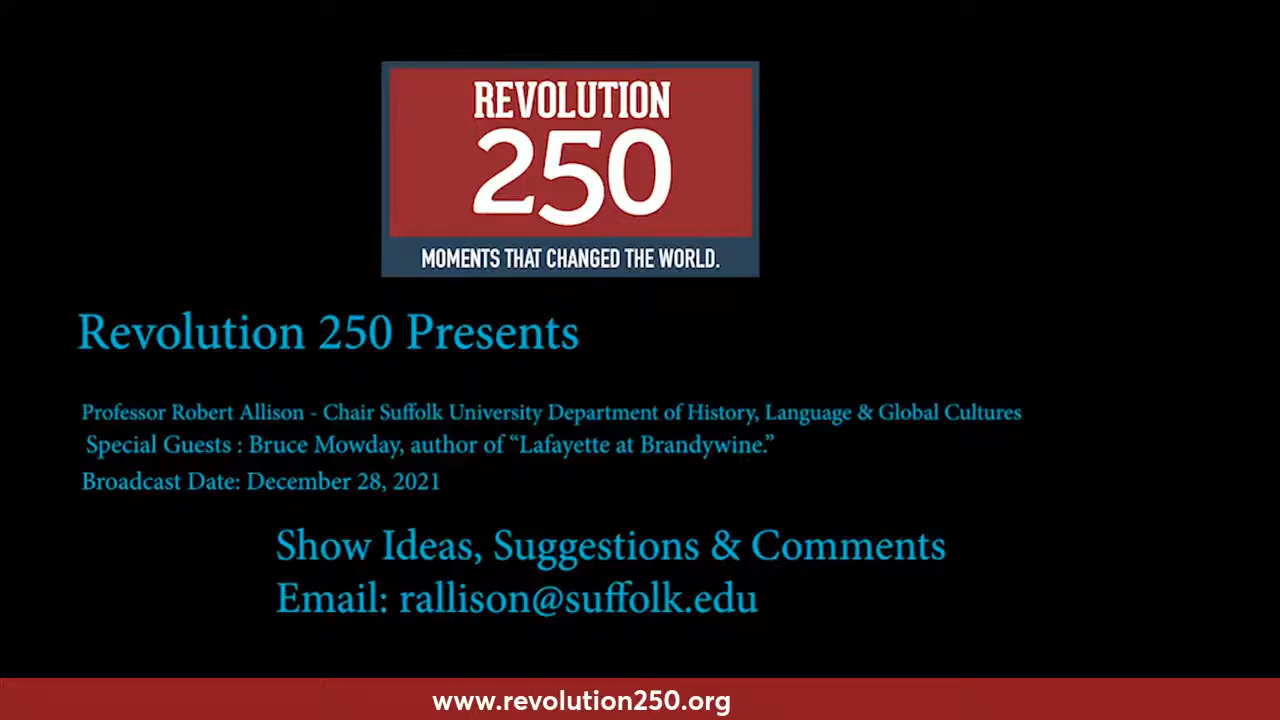 REVOLUTION
250
MOMENTS THAT CHANGED THE WORLD.
Revolution 250 Presents
Professor Robert Allison - Chair Suffolk University Department of History, Language & Global Cultures
Special Guests : Bruce Mowday, author of “Lafayette at Brandywine.”
Broadcast Date: December 28, 2021
Show Ideas, Suggestions & Comments
Email: rallison@suffolk.edu
www.revolution250.org